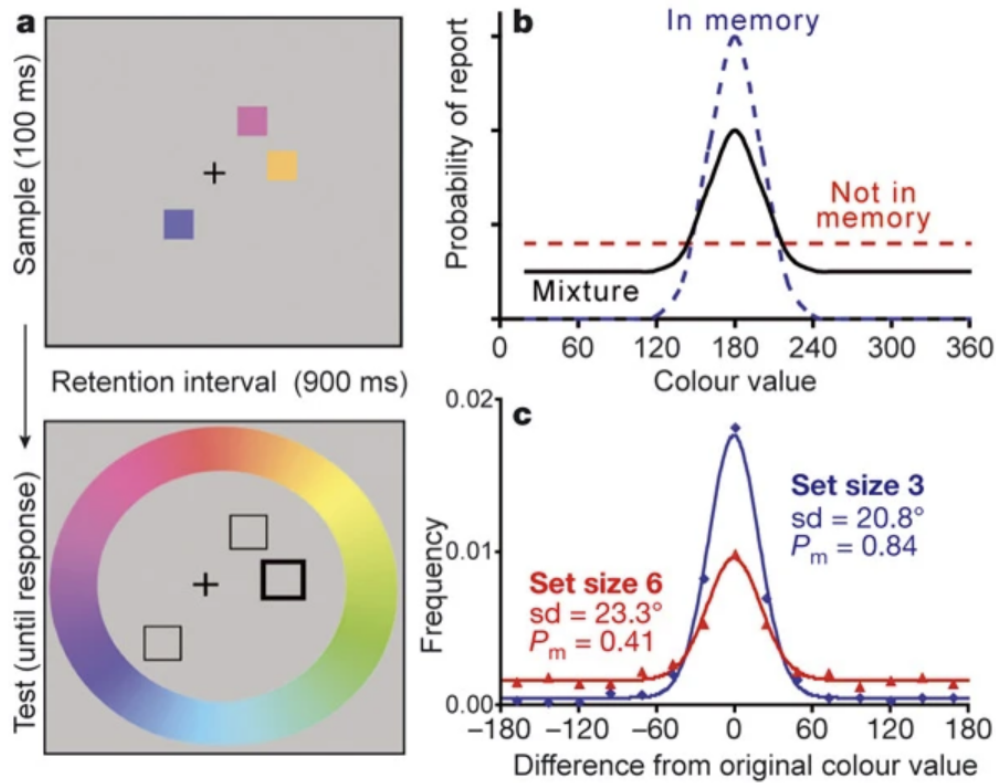 a
Sample (100 ms)
Retention interval (900 ms)
Test (until response)
b
Probability of report
In memory
Not in
memory
Mixture
0 60 120 180 240 300 360
Colour value
c
Frequency
0.02
0.01
0.00
Set size 3
sd = 20.8°
Pm = 0.84
Set size 6
sd = 23.3°
Pm = 0.41
−180 −120 −60 0 60 120 180
Difference from original colour value